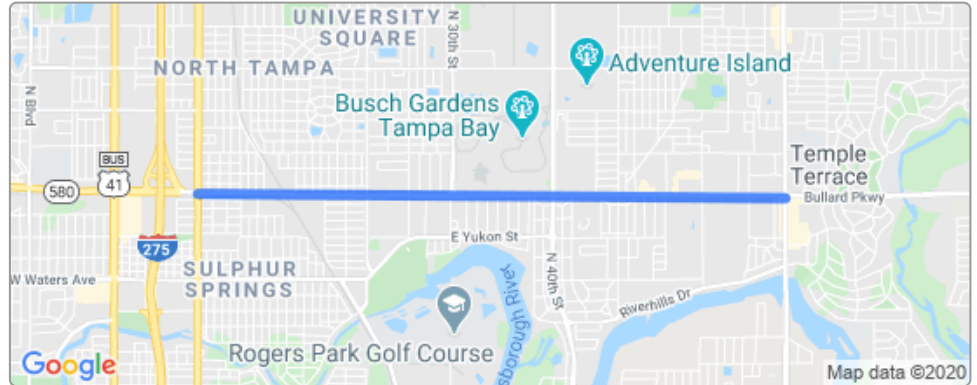 UNIVERSITY
SQUARE
N 30th St
NORTH TAMPA
Adventure Island
N Blvd
Busch Gardens
Tampa Bay
BUS
41
580
Temple
Terrace
Bullard Pkwy
E Yukon St
275
W Waters Ave
SULPHUR
SPRINGS
N 40th St
sborough River
Riverhills Dr
Rogers Park Golf Course
Google
Map data ©2020